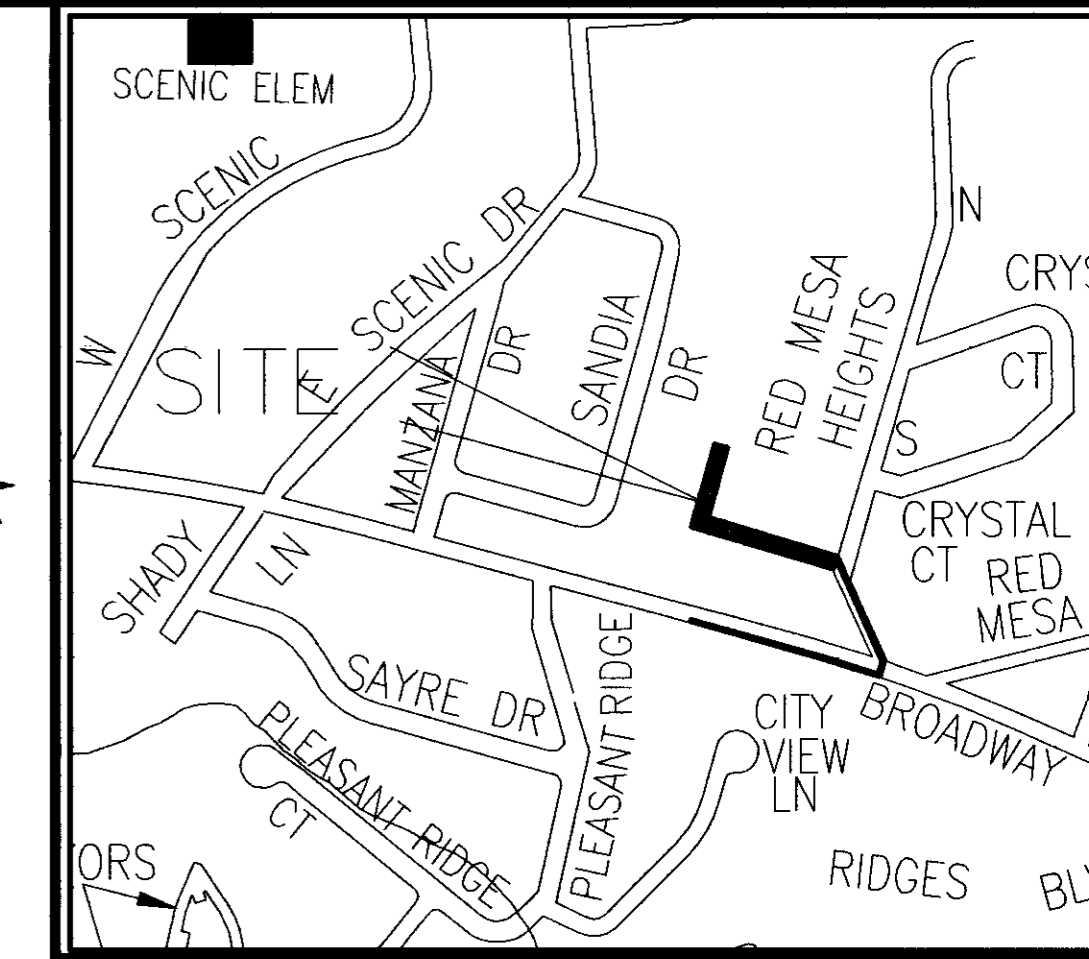 SCENIC ELEM
SCENIC
W
SCENIC DR
E
SITE
MANZANA
DR
SANDIA
DR
RED MESA
HEIGHTS
N
CRYS
CT
S
CRYSTAL
CT
RED
MESA
SHADY
LN
SAYRE DR
PLEASANT RIDGE
CITY
VIEW
LN
BROADWAY
PLEASANT RIDGE
CT
ORS
RIDGES
BL